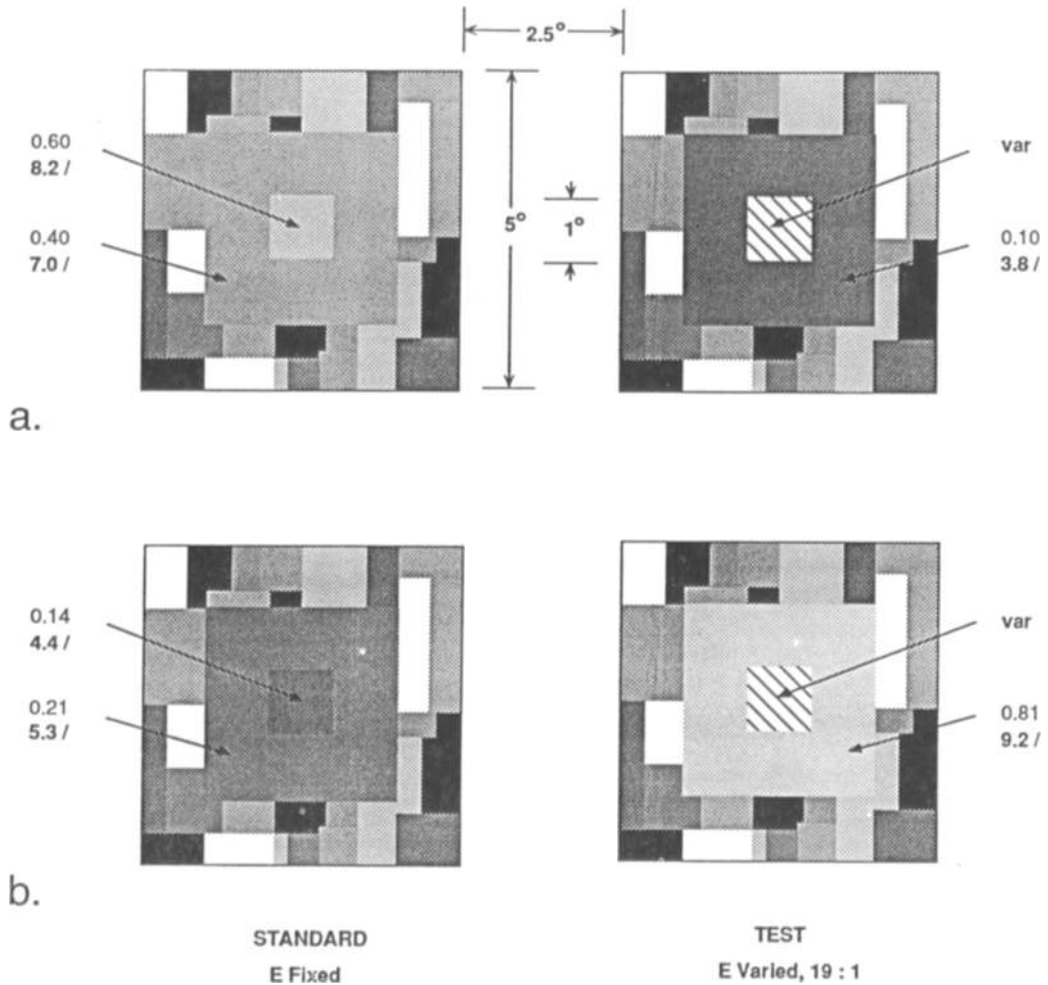 2.5°
0.60
8.2 /
var
5°
1°
0.40
7.0 /
0.10
3.8 /
a.
0.14
4.4 /
var
0.21
5.3 /
0.81
9.2 /
b.
STANDARD
TEST
E Fixed
E Varied, 19 : 1